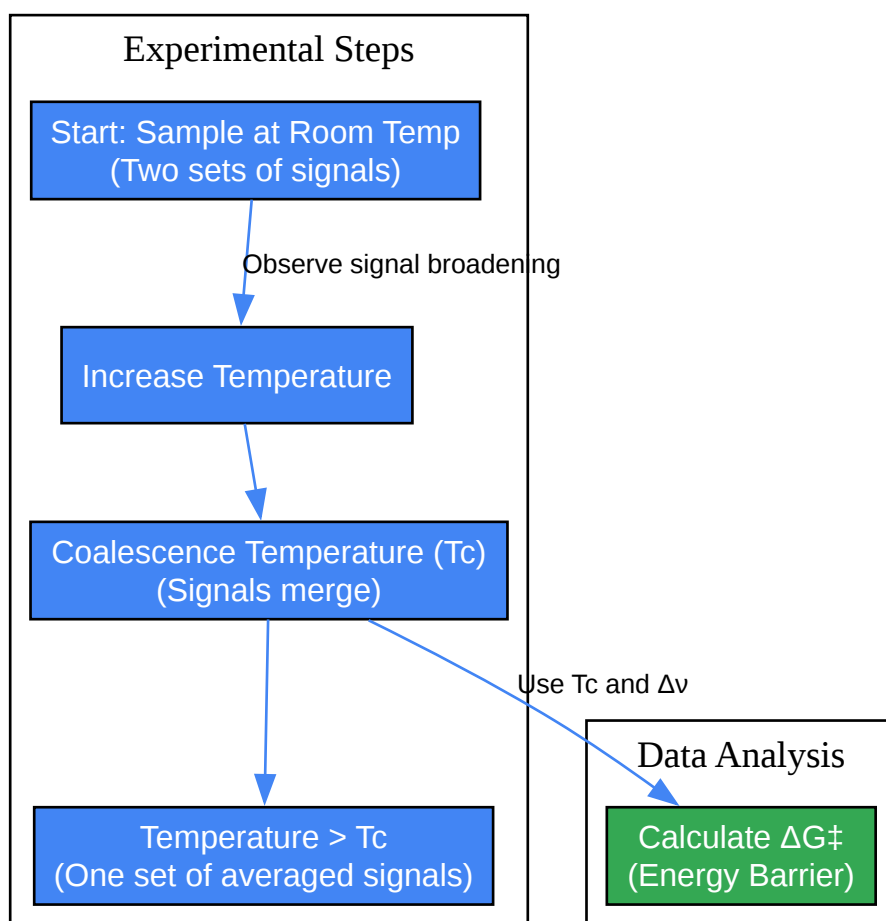 Experimental Steps
Start: Sample at Room Temp
(Two sets of signals)
Observe signal broadening
Increase Temperature
Coalescence Temperature (Tc)
(Signals merge)
Use Tc and Δν
Data Analysis
Temperature > Tc
(One set of averaged signals)
Calculate ΔG‡
(Energy Barrier)